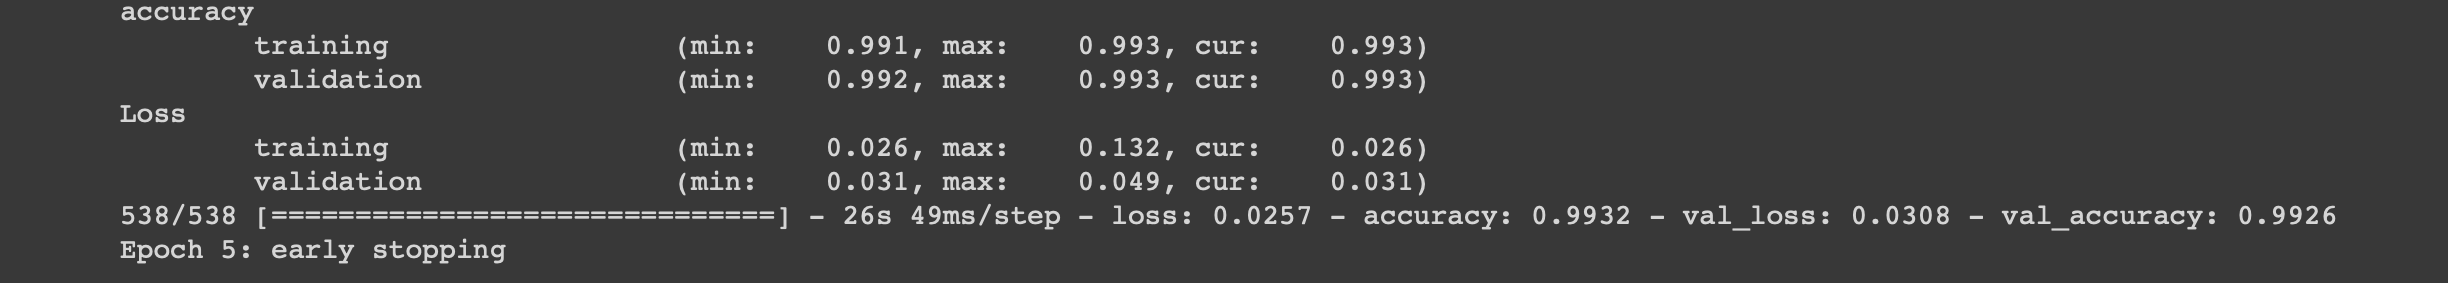 accuracy
training (min: 0.991, max: 0.993, cur: 0.993)
validation (min: 0.992, max: 0.993, cur: 0.993)
Loss
training (min: 0.026, max: 0.132, cur: 0.026)
validation (min: 0.031, max: 0.049, cur: 0.031)
538/538 [==============================] - 26s 49ms/step - loss: 0.0257 - accuracy: 0.9932 - val_loss: 0.0308 - val_accuracy: 0.9926
Epoch 5: early stopping